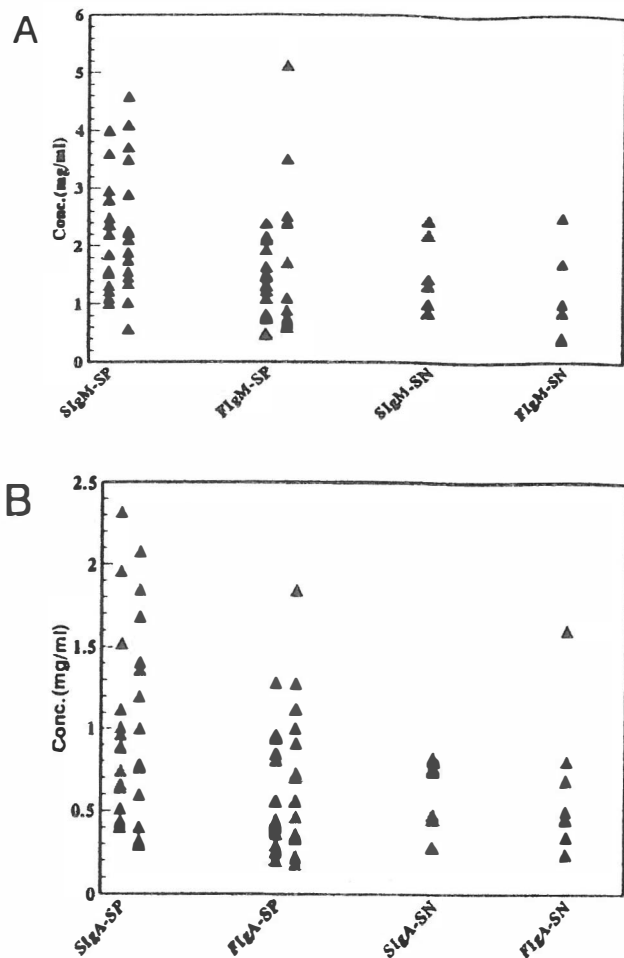 A
6
5
4
3
2
1
0
Conc.(mg/ml)
SIgM-SP
FIgM-SP
SIgM-SN
FIgM-SN
B
2.5
2
1.5
1
0.5
0
Conc.(mg/ml)
SIgA-SP
FIgA-SP
SIgA-SN
FIgA-SN